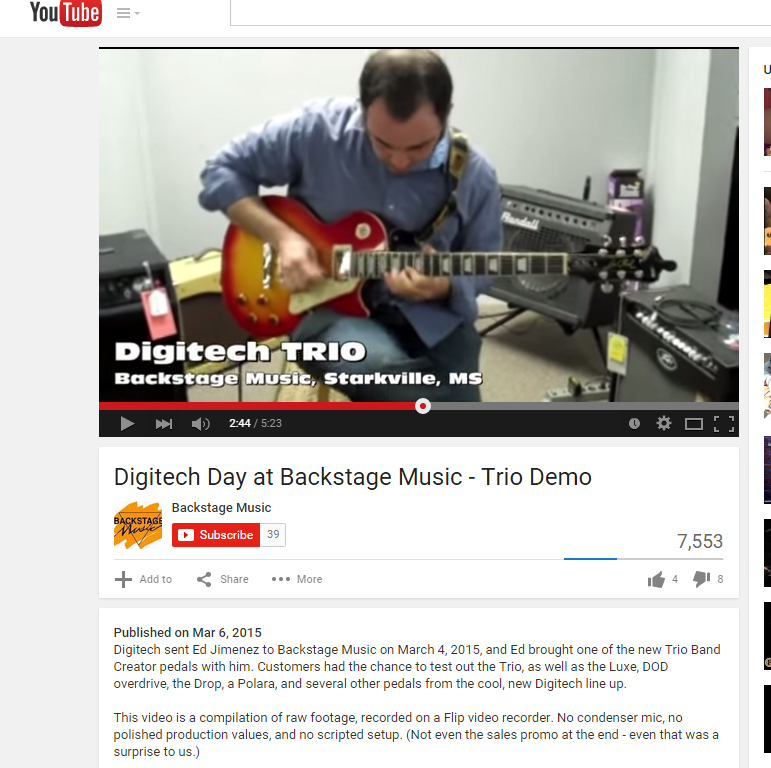 YouTube
U
Randall
Digitech TRIO
Backstage Music, Starkville, MS
2:44 / 5:23
Digitech Day at Backstage Music - Trio Demo
BACKSTAGE
Music
Backstage Music
Subscribe 39
7,553
Add to Share More 4 8
Published on Mar 6, 2015
Digitech sent Ed Jimenez to Backstage Music on March 4, 2015, and Ed brought one of the new Trio Band
Creator pedals with him. Customers had the chance to test out the Trio, as well as the Luxe, DOD
overdrive, the Drop, a Polara, and several other pedals from the cool, new Digitech line up.
This video is a compilation of raw footage, recorded on a Flip video recorder. No condenser mic, no
polished production values, and no scripted setup. (Not even the sales promo at the end - even that was a
surprise to us.)